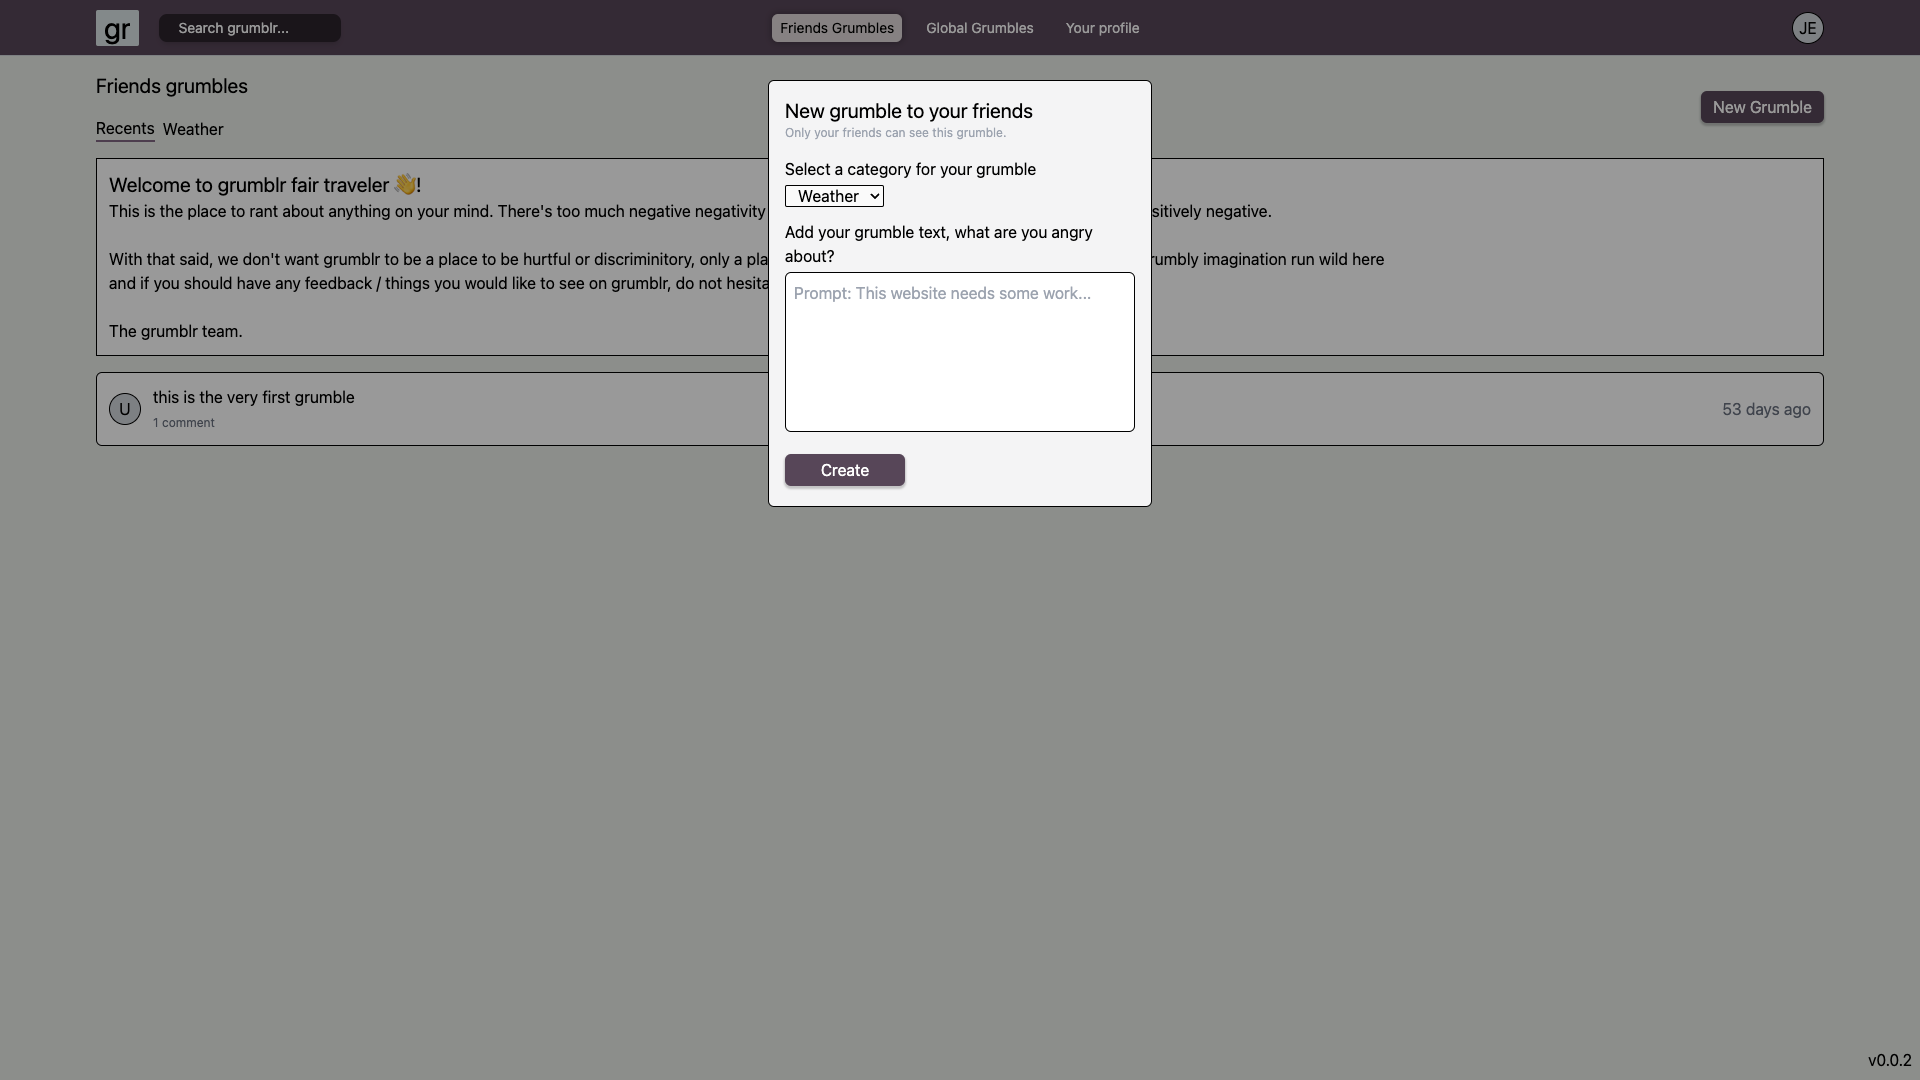 gr
Search grumblr...
Friends Grumbles
Global Grumbles
Your profile
JE
Friends grumbles
New Grumble
Recents
Weather
Welcome to grumblr fair traveler 👋!
This is the place to rant about anything on your mind. There's too much negative negativity
sitively negative.
With that said, we don't want grumblr to be a place to be hurtful or discriminitory, only a pla
rumbly imagination run wild here
and if you should have any feedback / things you would like to see on grumblr, do not hesita
The grumblr team.
U
this is the very first grumble
1 comment
53 days ago
New grumble to your friends
Only your friends can see this grumble.
Select a category for your grumble
Weather
Add your grumble text, what are you angry
about?
Prompt: This website needs some work...
Create
v0.0.2